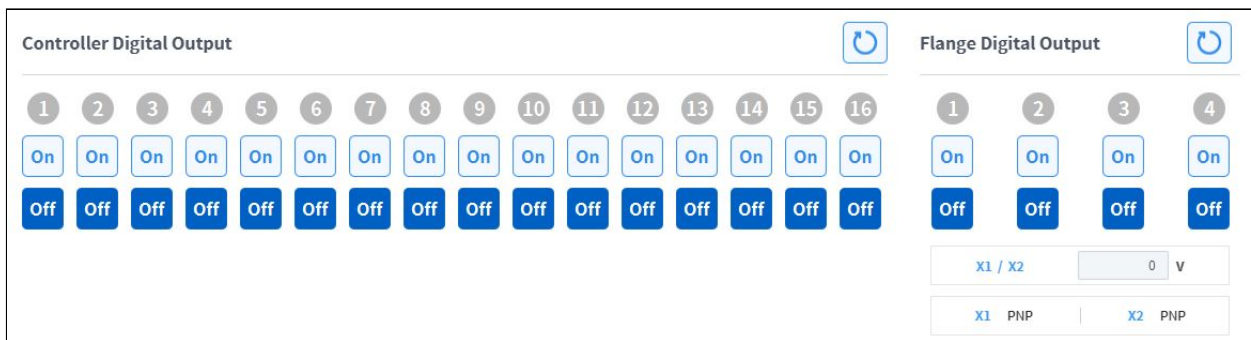 Controller Digital Output
1 2 3 4 5 6 7 8 9 10 11 12 13 14 15 16
On On On On On On On On On On On On On On On On
Off Off Off Off Off Off Off Off Off Off Off Off Off Off Off Off
Flange Digital Output
1 2 3 4
On On On On
Off Off Off Off
X1 / X2 0 V
X1 PNP X2 PNP